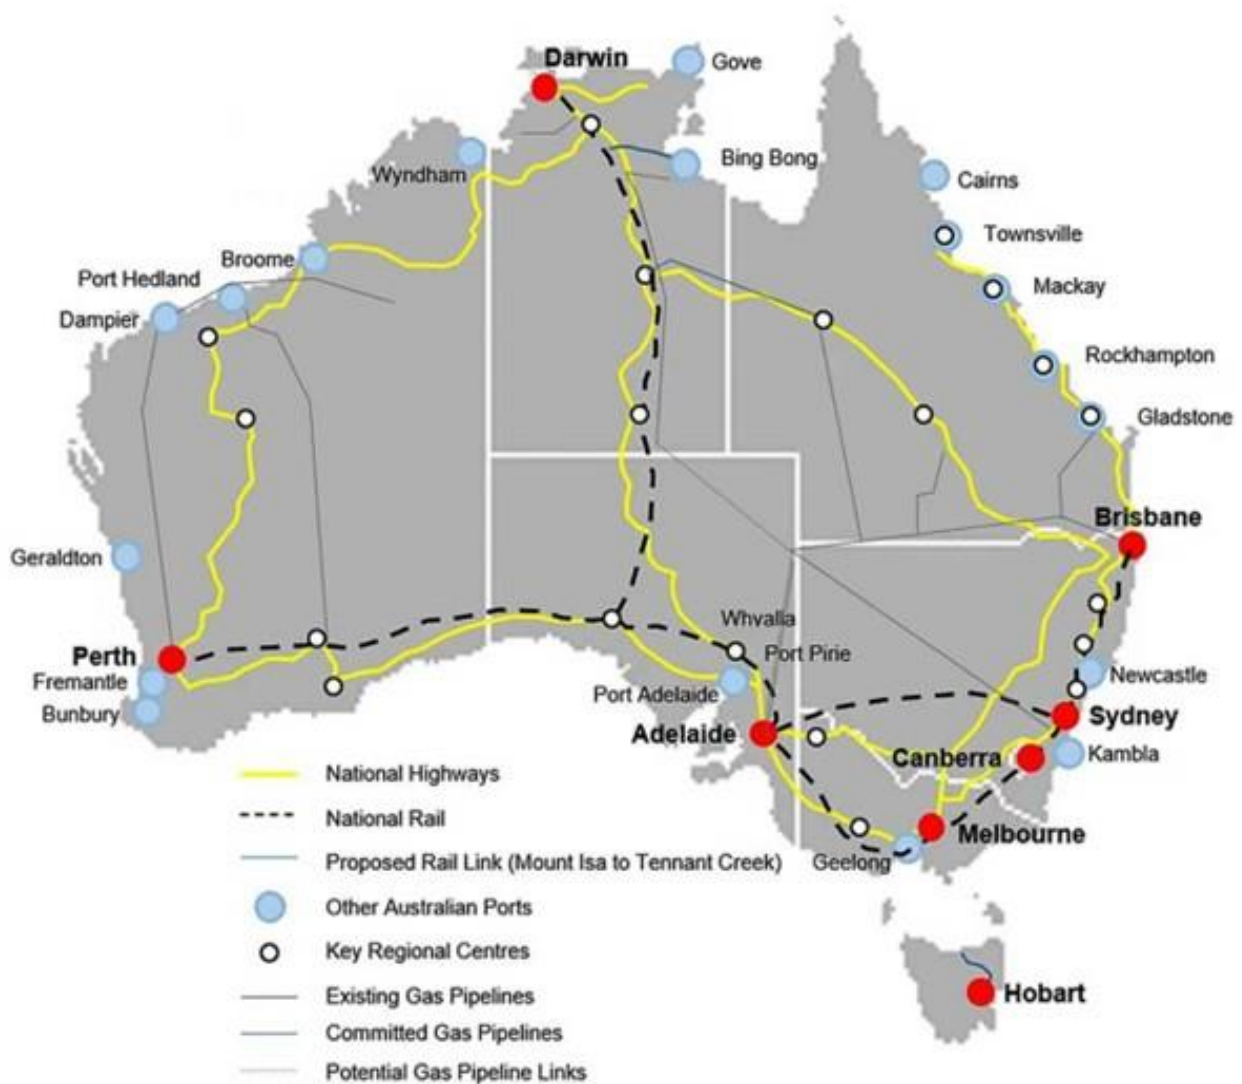 Darwin
Gove
Wyndham
Bing Bong
Cairns
Townsville
Broome
Port Hedland
Mackay
Dampier
Rockhampton
Gladstone
Brisbane
Geraldton
Whvalla
Perth
Port Pirie
Fremantle
Newcastle
Port Adelaide
Bunbury
Sydney
Adelaide
Canberra
Kambla
National Highways
National Rail
Melbourne
Proposed Rail Link (Mount Isa to Tennant Creek)
Geelong
Other Australian Ports
Key Regional Centres
Hobart
Existing Gas Pipelines
Committed Gas Pipelines
Potential Gas Pipeline Links